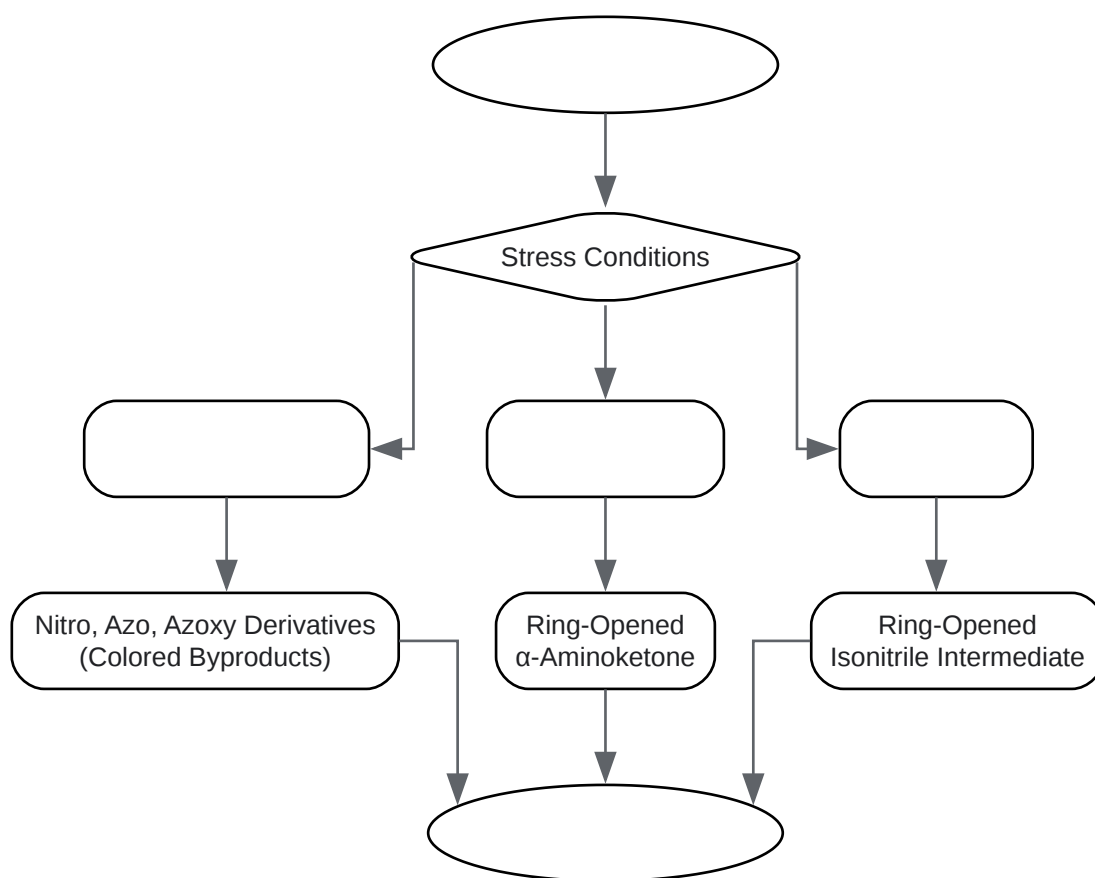 Stress Conditions
Nitro, Azo, Azoxy Derivatives
(Colored Byproducts)
Ring-Opened
α-Aminoketone
Ring-Opened
Isonitrile Intermediate